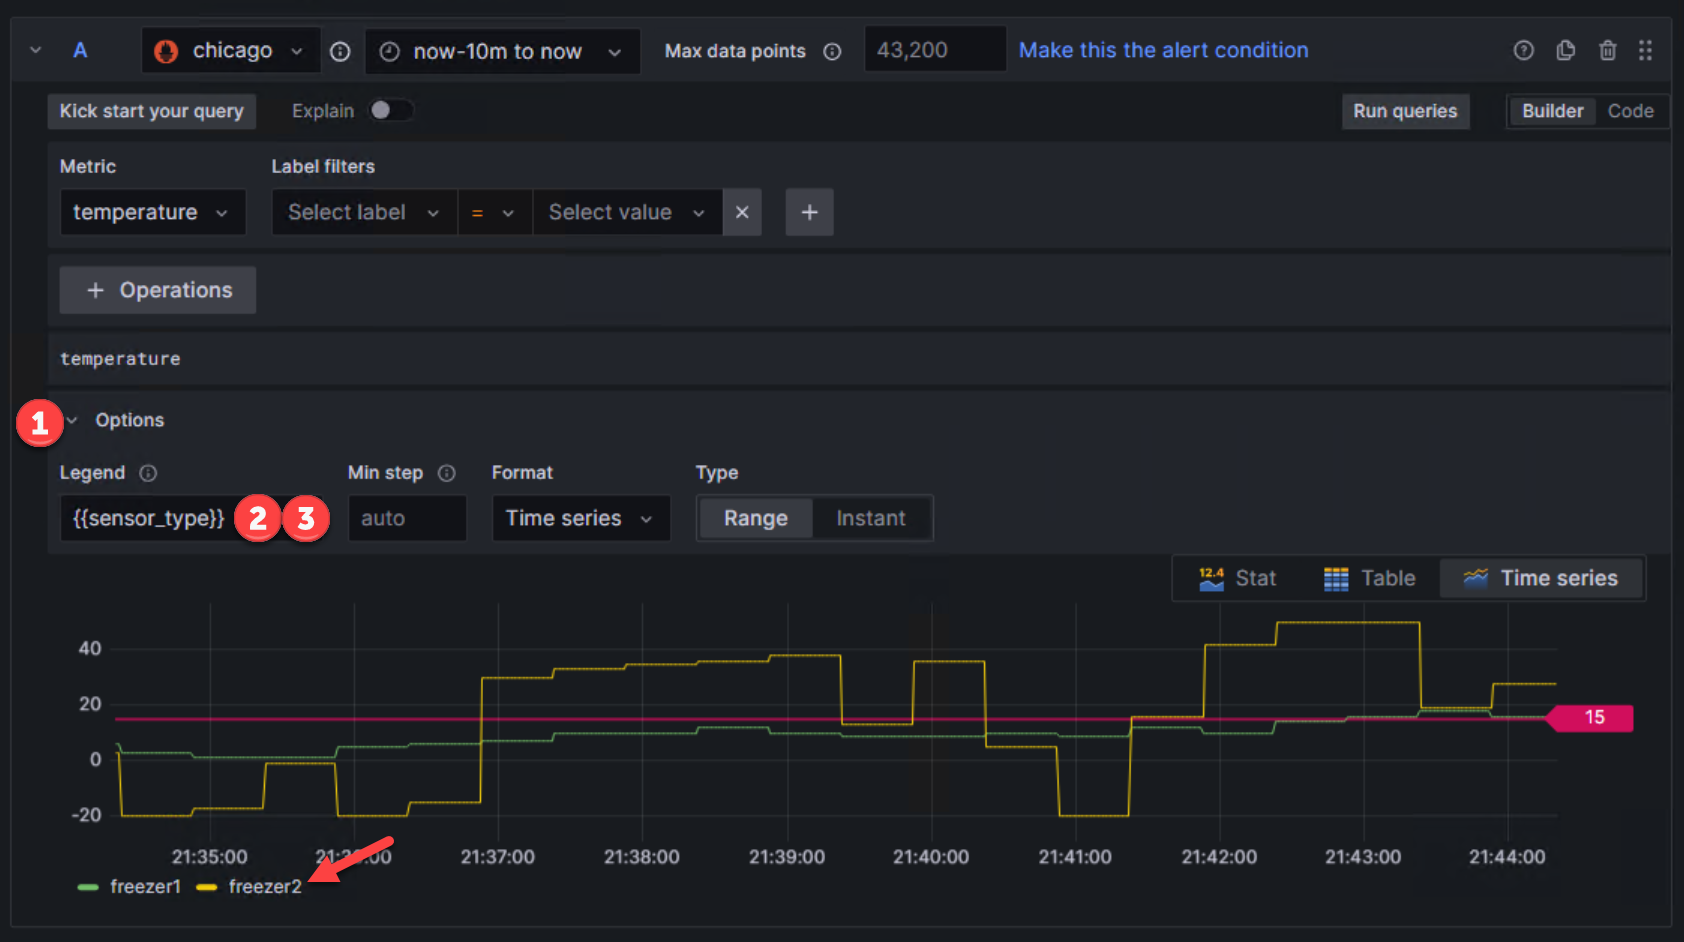 A chicago now-10m to now Max data points 43,200 Make this the alert condition
Kick start your query Explain Run queries Builder Code
Metric Label filters
temperature Select label = Select value
+ Operations
temperature
1 Options
Legend Min step Format Type
{{sensor_type}} 2 3 auto Time series Range Instant
12.4 Stat Table Time series
40
20
0
-20
15
21:35:00 21:36:00 21:37:00 21:38:00 21:39:00 21:40:00 21:41:00 21:42:00 21:43:00 21:44:00
freezer1 freezer2